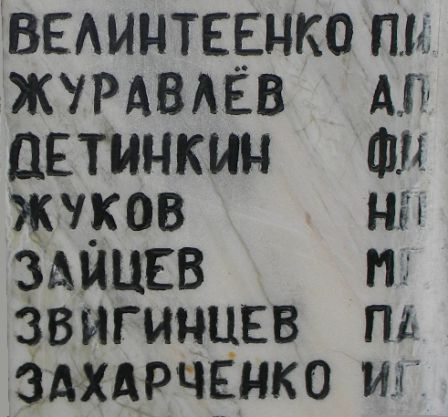 ВЕЛИНТЕЕНКО П.И.
ЖУРАВЛЁВ А.П
ДЕТИНКИН Ф.И
ЖУКОВ Н.П
ЗАЙЦЕВ М.Г
ЗВИГИНЦЕВ П.А
ЗАХАРЧЕНКО И.Г